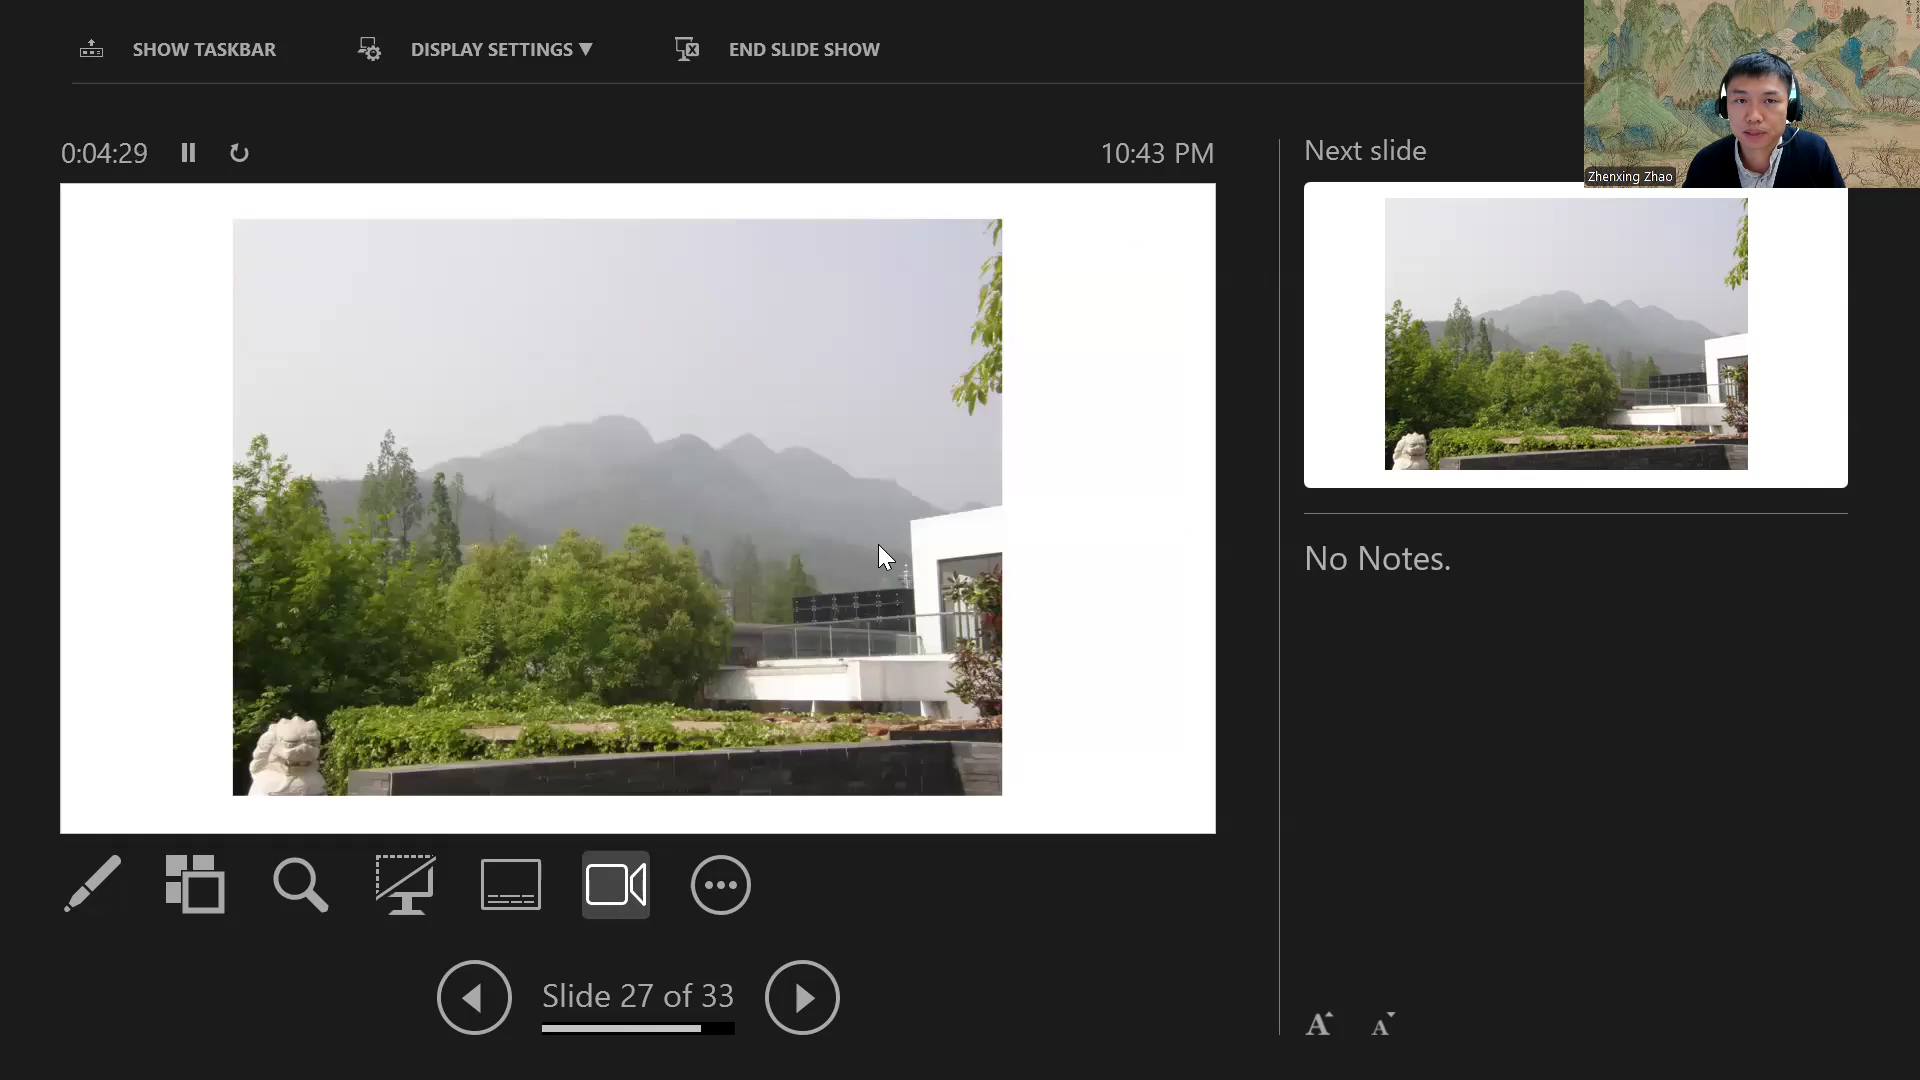 SHOW TASKBAR
DISPLAY SETTINGS ▼
END SLIDE SHOW
0:04:29
10:43 PM
Next slide
Zhenxing Zhao
No Notes.
Slide 27 of 33
A
A